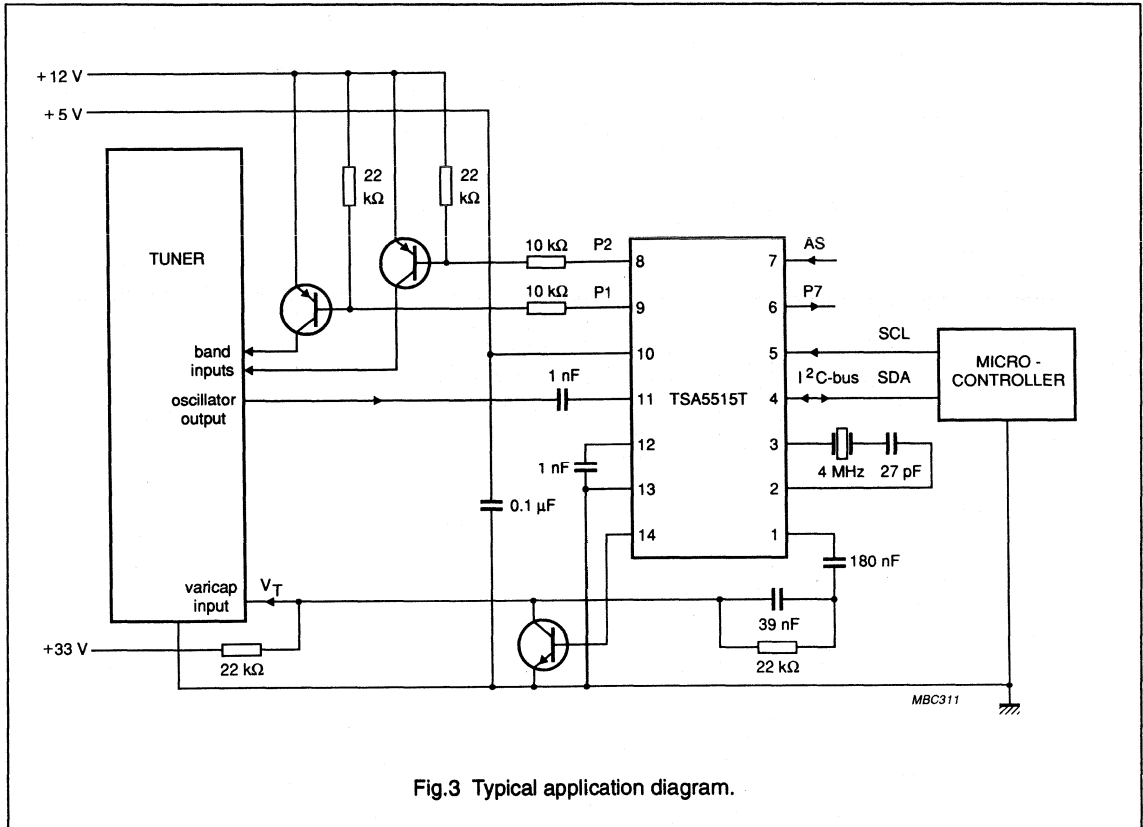 +12 V
+5 V
22
kΩ
22
kΩ
TUNER
10 kΩ P2
8
7
AS
10 kΩ P1
9
6
P7
band
inputs
10
5
SCL
MICRO-
CONTROLLER
oscillator
output
1 nF
11
TSA5515T
4
I²C-bus SDA
12
3
1 nF
4 MHz
27 pF
13
2
0.1 µF
14
1
180 nF
varicap
input
V_T
39 nF
+33 V
22 kΩ
22 kΩ
MBC311
Fig.3 Typical application diagram.